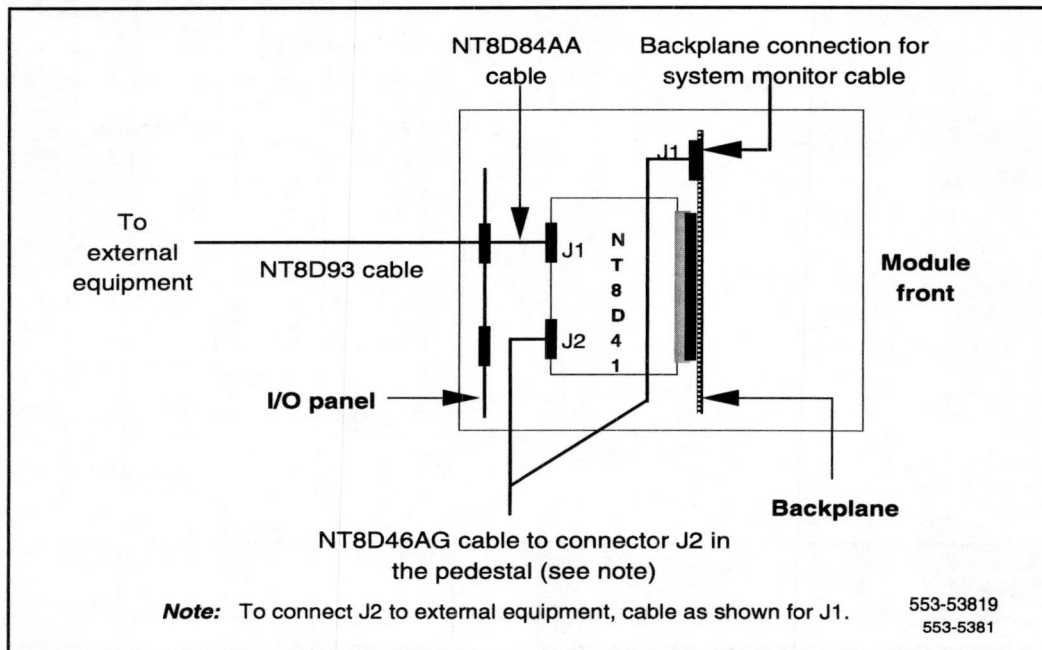 NT8D84AA
cable
Backplane connection for
system monitor cable
J1
To
external
equipment
NT8D93 cable
J1
N
T
8
D
4
1
J2
Module
front
I/O panel
Backplane
NT8D46AG cable to connector J2 in
the pedestal (see note)
Note: To connect J2 to external equipment, cable as shown for J1.
553-53819
553-5381